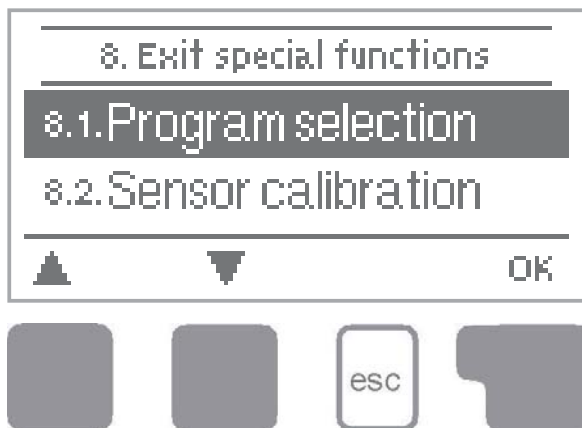 8. Exit special functions
8.1.Program selection
8.2.Sensor calibration
OK
esc